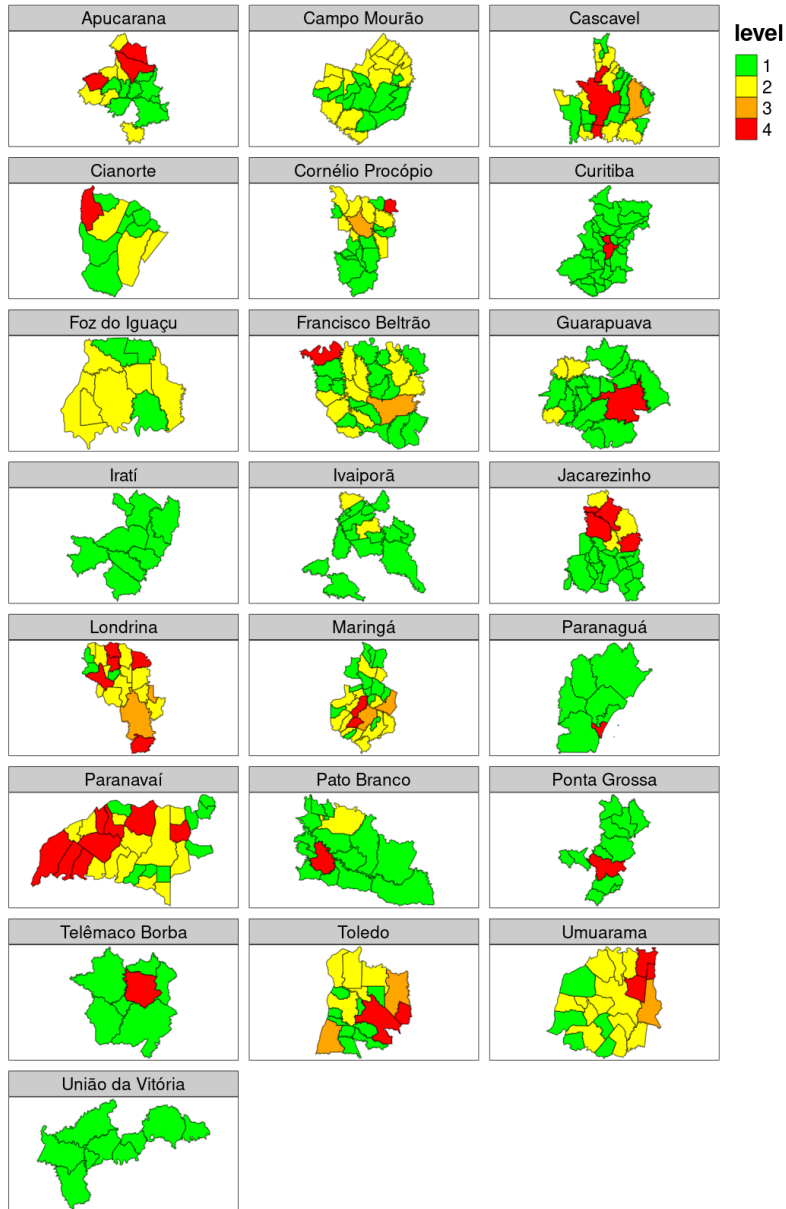 Apucarana
Campo Mourão
Cascavel
level
1
2
3
4
Cianorte
Cornélio Procópio
Curitiba
Foz do Iguaçu
Francisco Beltrão
Guarapuava
Iratí
Ivaiporã
Jacarezinho
Londrina
Maringá
Paranaguá
Paranavaí
Pato Branco
Ponta Grossa
Telêmaco Borba
Toledo
Umuarama
União da Vitória